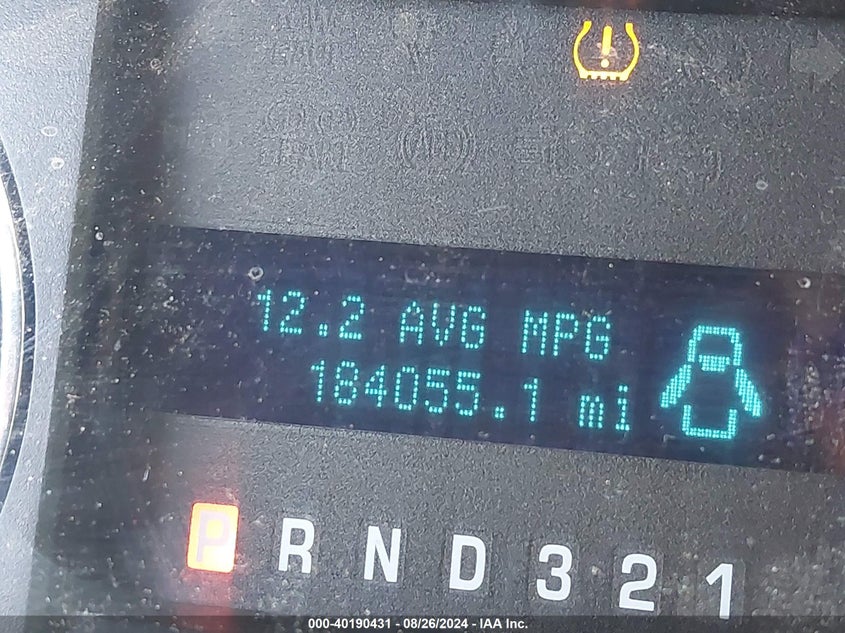 12.2 AVG MPG
184055.1 mi
P R N D 3 2 1
000-40190431 - 08/26/2024 - IAA Inc.